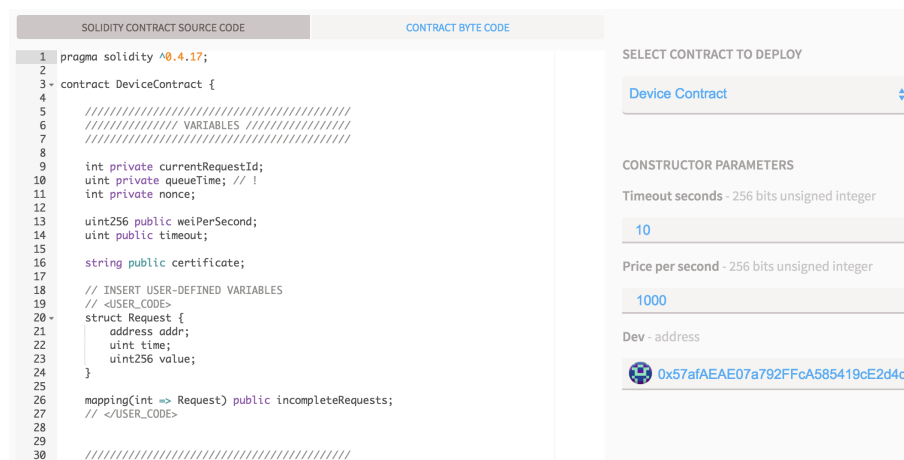 SOLIDITY CONTRACT SOURCE CODE
CONTRACT BYTE CODE
1 pragma solidity ^0.4.17;
2
3 contract DeviceContract {
4
5 ///////////////////////////////////////////
6 /////////////// VARIABLES /////////////////
7 ///////////////////////////////////////////
8
9 int private currentRequestId;
10 uint private queueTime; // !
11 int private nonce;
12
13 uint256 public weiPerSecond;
14 uint public timeout;
15
16 string public certificate;
17
18 // INSERT USER-DEFINED VARIABLES
19 // <USER_CODE>
20 struct Request {
21 address addr;
22 uint time;
23 uint256 value;
24 }
25
26 mapping(int => Request) public incompleteRequests;
27 // </USER_CODE>
28
29
30 ///////////////////////////////////////////
SELECT CONTRACT TO DEPLOY
Device Contract
CONSTRUCTOR PARAMETERS
Timeout seconds - 256 bits unsigned integer
10
Price per second - 256 bits unsigned integer
1000
Dev - address
0x57afAEAE07a792FFcA585419cE2d4c